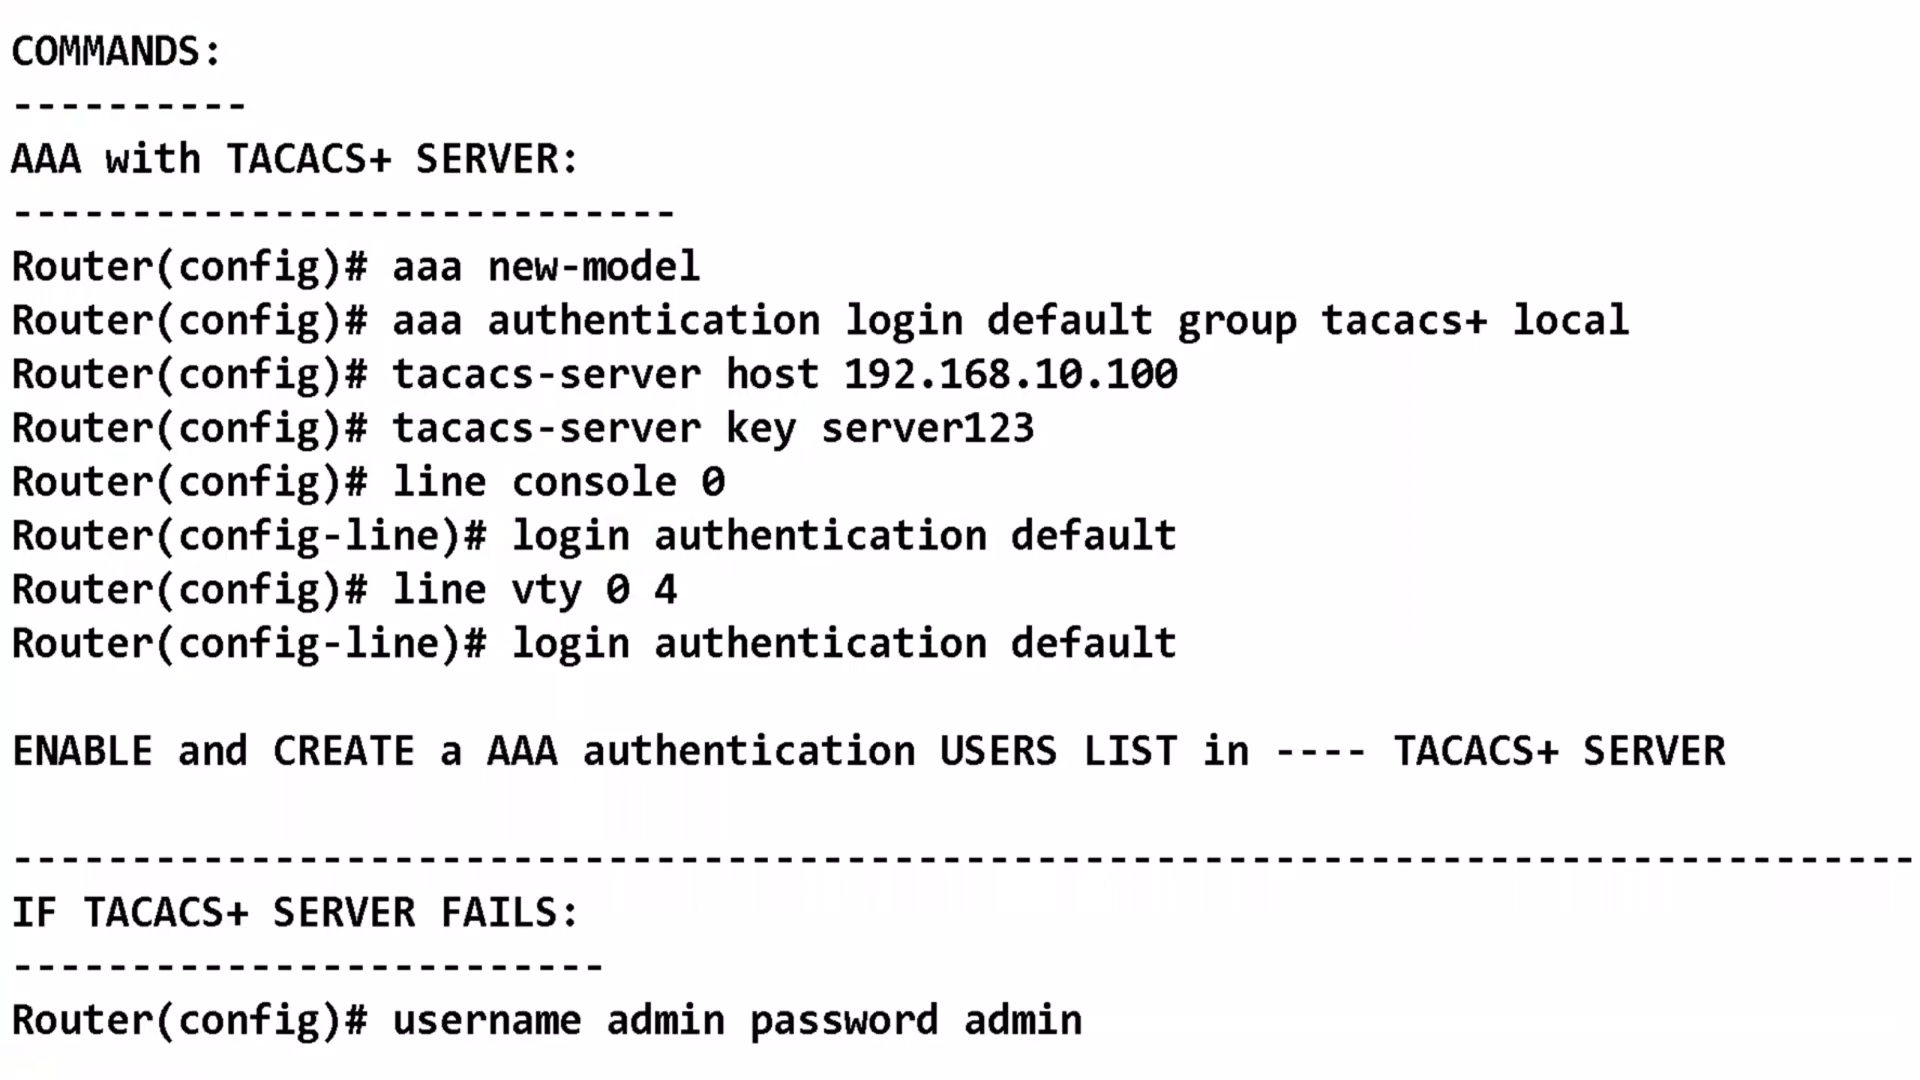 COMMANDS:
----------
AAA with TACACS+ SERVER:
----------------------------
Router(config)# aaa new-model
Router(config)# aaa authentication login default group tacacs+ local
Router(config)# tacacs-server host 192.168.10.100
Router(config)# tacacs-server key server123
Router(config)# line console 0
Router(config-line)# login authentication default
Router(config)# line vty 0 4
Router(config-line)# login authentication default
ENABLE and CREATE a AAA authentication USERS LIST in ---- TACACS+ SERVER
--------------------------------------------------------------------------------
IF TACACS+ SERVER FAILS:
-------------------------
Router(config)# username admin password admin